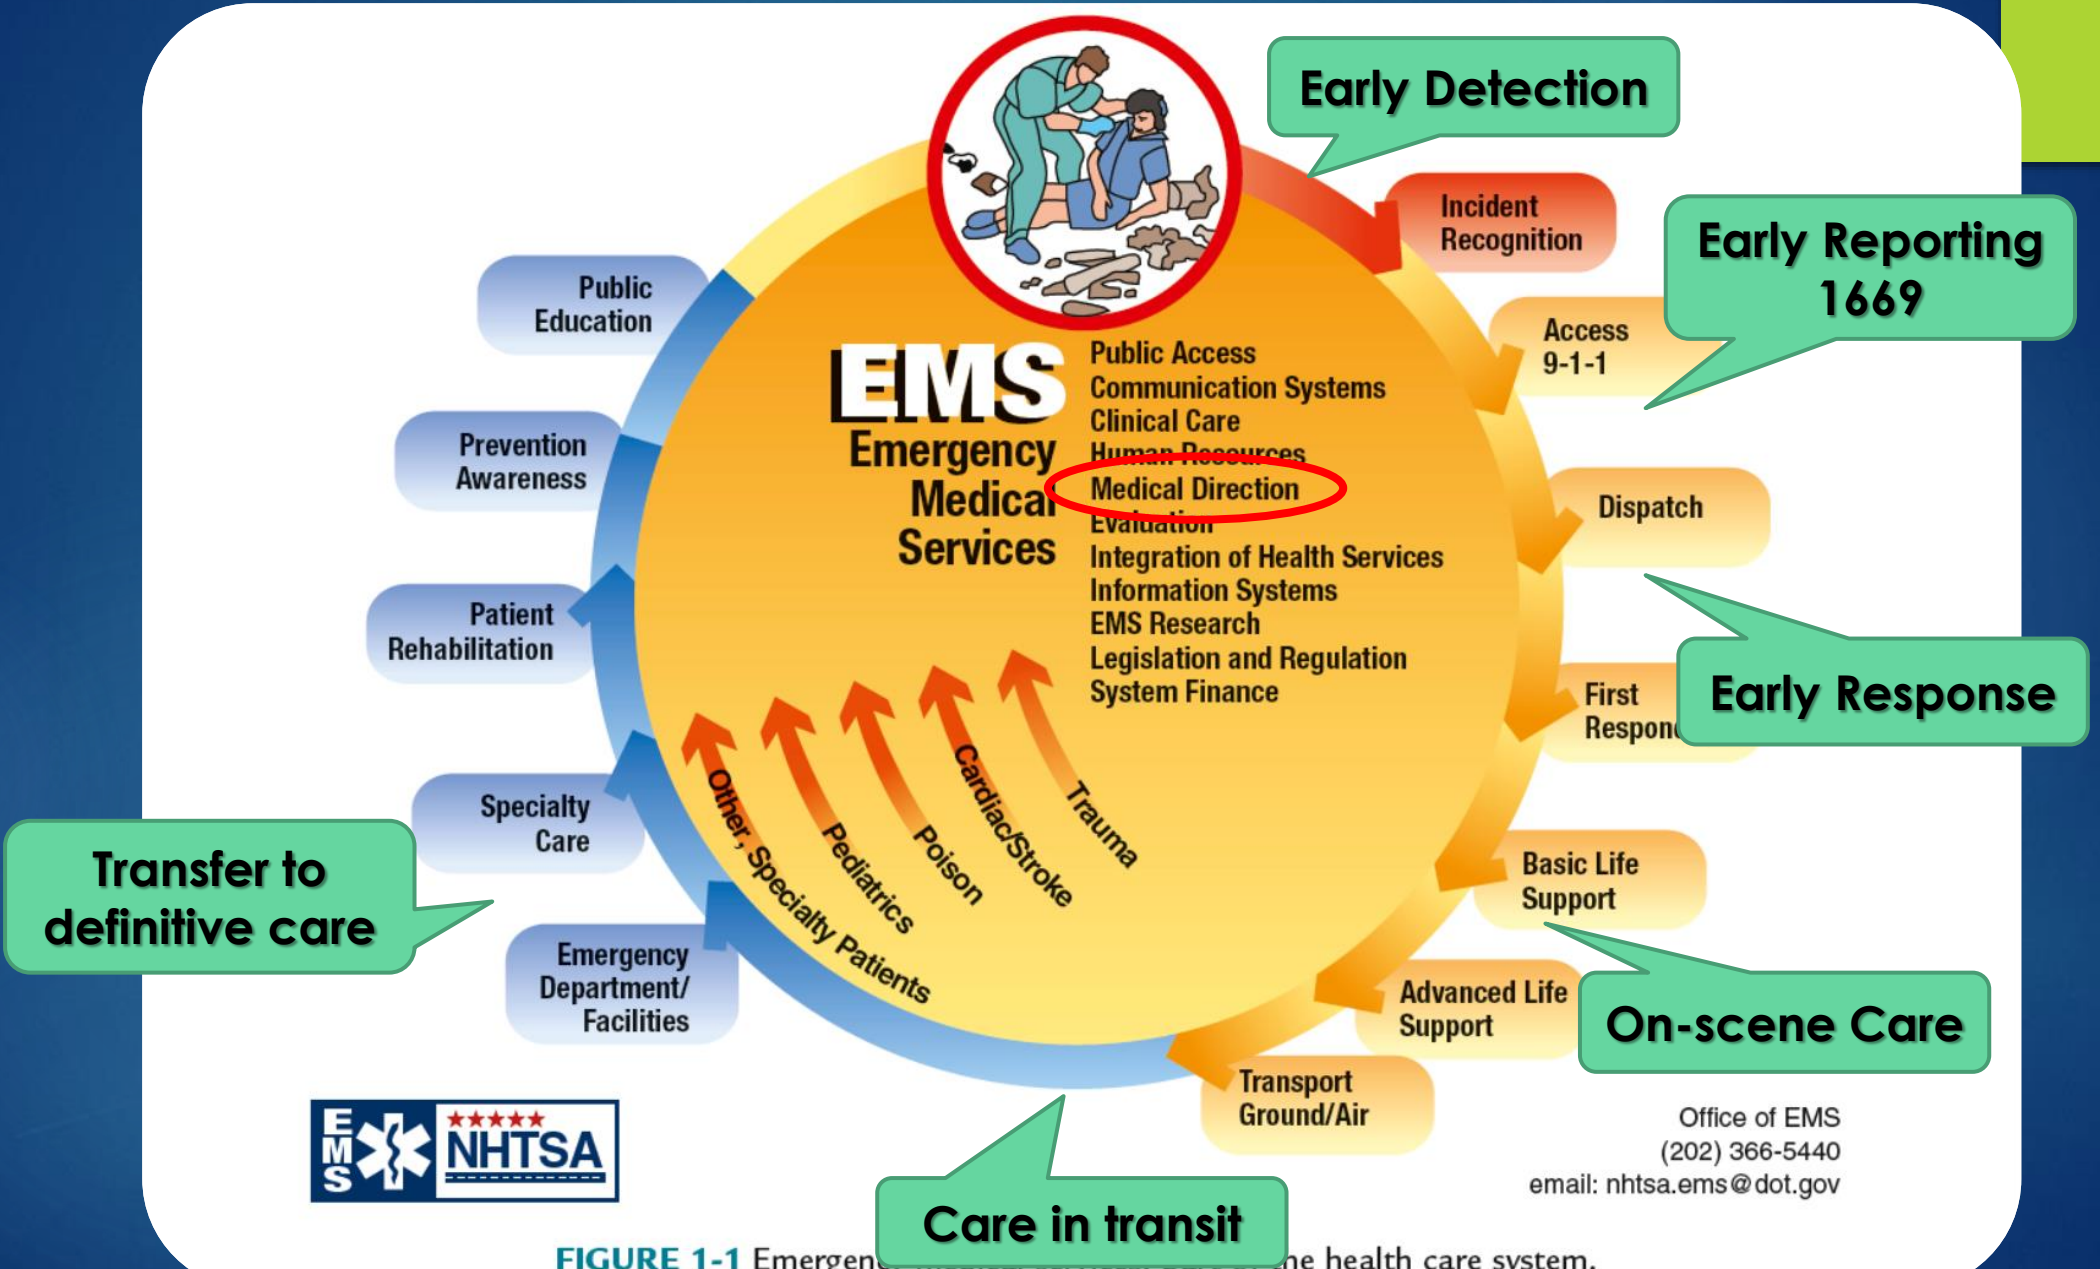 Early Detection
Incident
Recognition
Early Reporting
1669
Access
9-1-1
Dispatch
First
Early Response
Basic Life
Support
Advanced Life
Support
On-scene Care
Transport
Ground/Air
Care in transit
Emergency
Department/
Facilities
Transfer to
definitive care
Specialty
Care
Patient
Rehabilitation
Prevention
Awareness
Public
Education
EMS
Emergency
Medical
Services
Public Access
Communication Systems
Clinical Care
Human Resources
Medical Direction
Evaluation
Integration of Health Services
Information Systems
EMS Research
Legislation and Regulation
System Finance
Other, Specialty Patients
Pediatrics
Poison
Cardiac/Stroke
Trauma
EMS
NHTSA
Office of EMS
(202) 366-5440
email: nhtsa.ems@dot.gov
FIGURE 1-1 health care system.